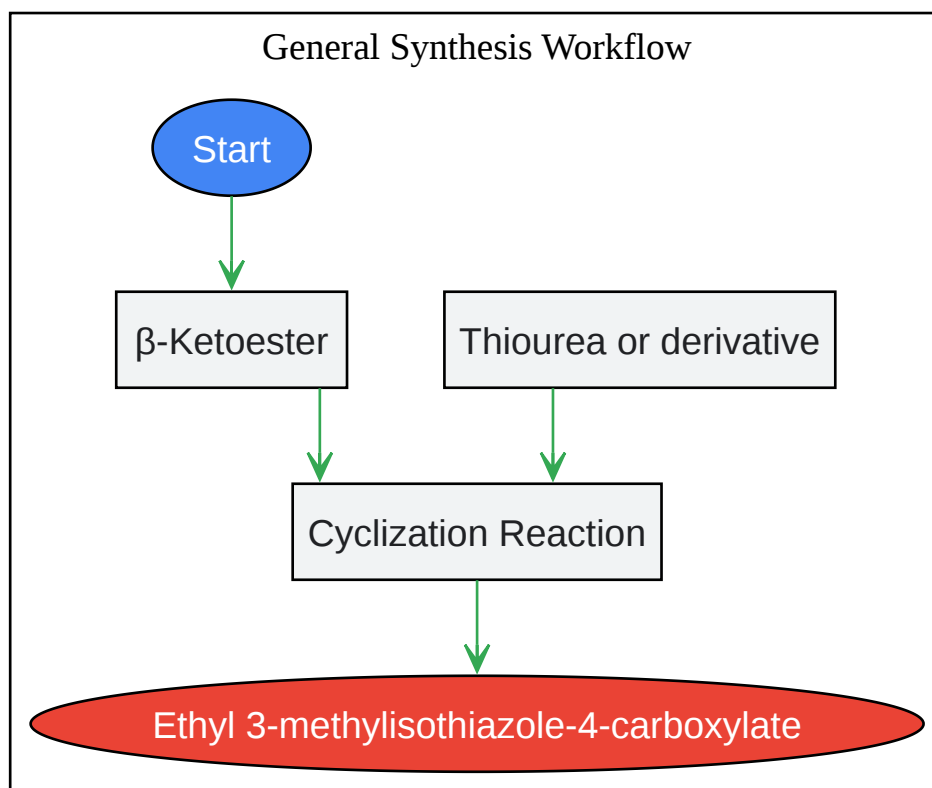 General Synthesis Workflow
Start
β-Ketoester
Thiourea or derivative
Cyclization Reaction
Ethyl 3-methylisothiazole-4-carboxylate